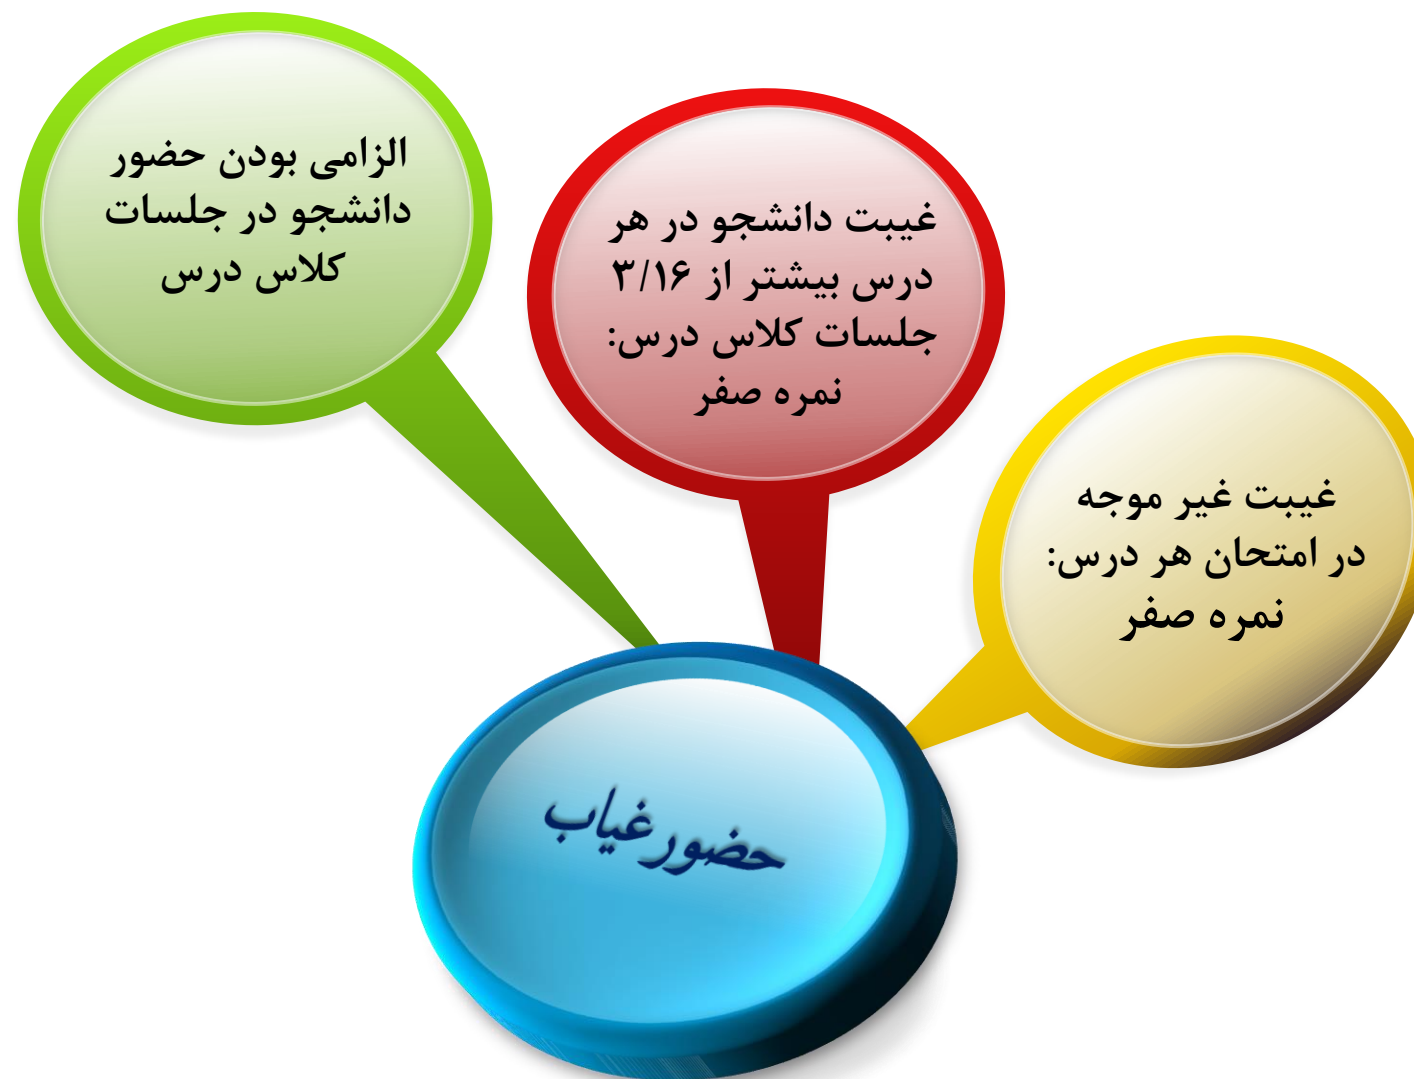 الزامی بودن حضور
دانشجو در جلسات
کلاس درس
غیبت دانشجو در هر
درس بیشتر از ۳/۱۶
جلسات کلاس درس:
نمره صفر
غیبت غیر موجه
در امتحان هر درس:
نمره صفر
حضور غیاب